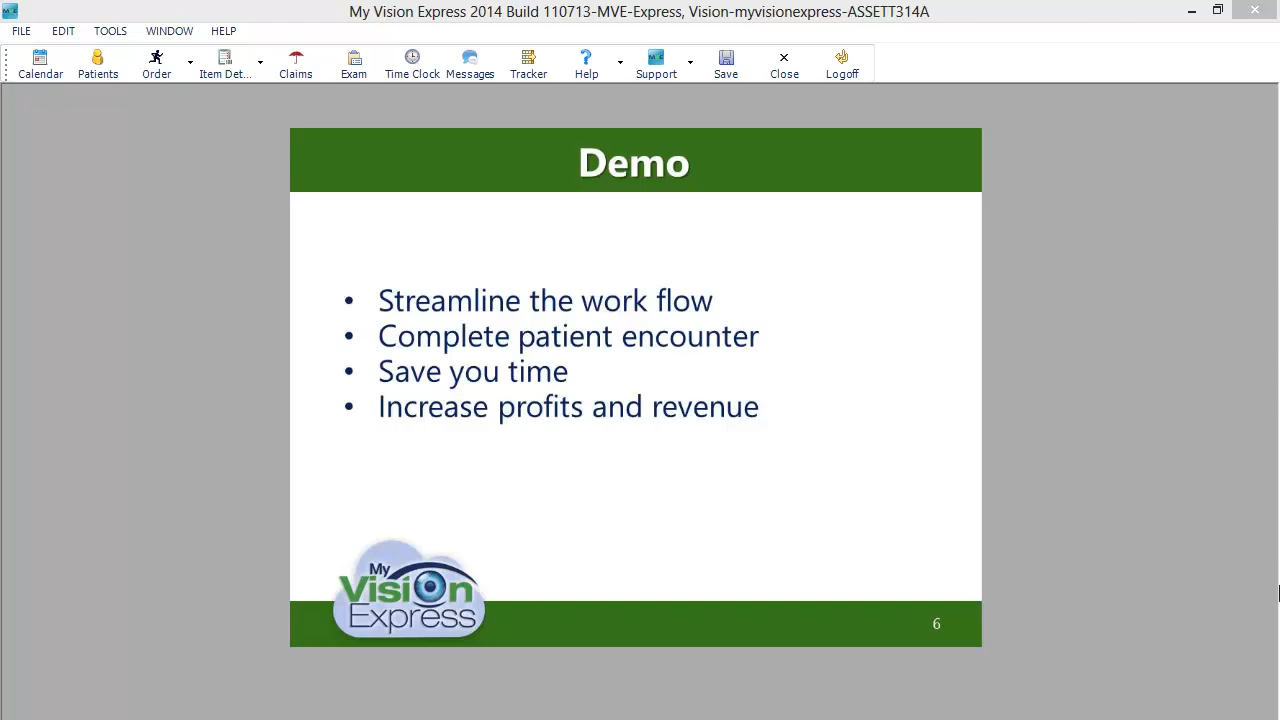 My Vision Express 2014 Build 110713-MVE-Express, Vision-myvisionexpress-ASSETT314A
FILE EDIT TOOLS WINDOW HELP
Calendar Patients Order Item Det... Claims Exam Time Clock Messages Tracker Help Support Save Close Logoff
Demo
• Streamline the work flow
• Complete patient encounter
• Save you time
• Increase profits and revenue
My
Vision
Express
6